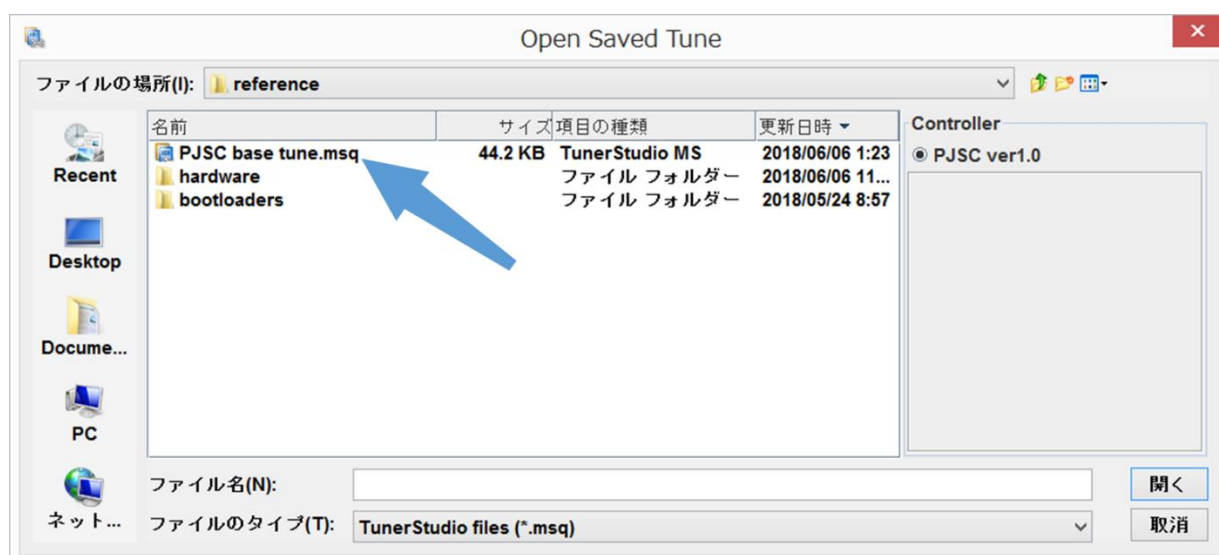 Open Saved Tune
ファイルの場所(I): reference
名前 サイズ 項目の種類 更新日時
PJSC base tune.msq 44.2 KB TunerStudio MS 2018/06/06 1:23
hardware ファイル フォルダー 2018/06/06 11...
bootloaders ファイル フォルダー 2018/05/24 8:57
Controller
PJSC ver1.0
Recent
Desktop
Docume...
PC
ネット...
ファイル名(N):
開く
ファイルのタイプ(T): TunerStudio files (*.msq)
取消